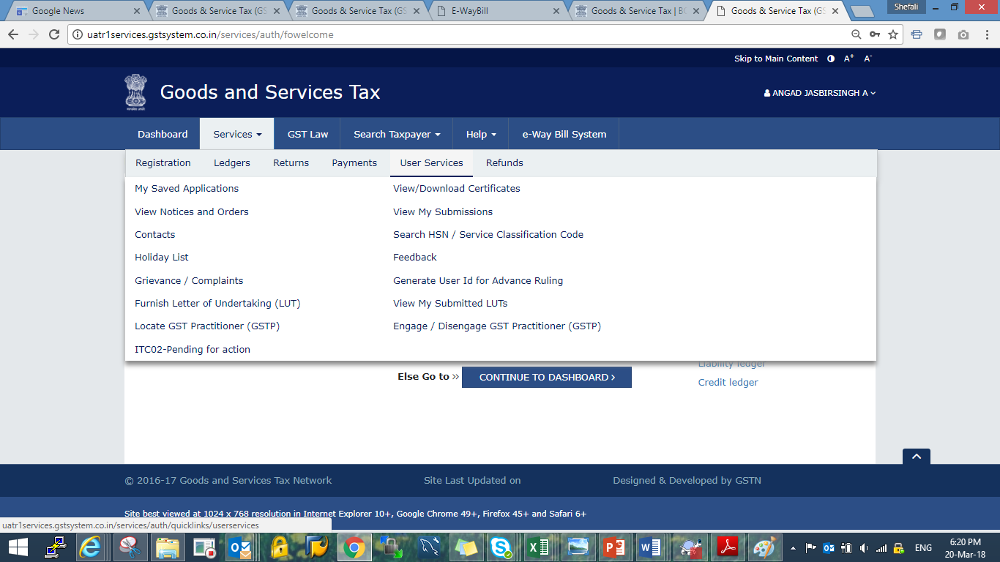 Google News
Goods & Service Tax (GS
Goods & Service Tax (GS
E-WayBill
Goods & Service Tax | BO
Goods & Service Tax (GS
Shefali
uatr1services.gstsystem.co.in/services/auth/fowelcome
Skip to Main Content A+ A-
Goods and Services Tax
ANGAD JASBIRSINGH A
Dashboard Services GST Law Search Taxpayer Help e-Way Bill System
Registration Ledgers Returns Payments User Services Refunds
My Saved Applications View/Download Certificates
View Notices and Orders View My Submissions
Contacts Search HSN / Service Classification Code
Holiday List Feedback
Grievance / Complaints Generate User Id for Advance Ruling
Furnish Letter of Undertaking (LUT) View My Submitted LUTs
Locate GST Practitioner (GSTP) Engage / Disengage GST Practitioner (GSTP)
ITC02-Pending for action
Liability ledger
Else Go to » CONTINUE TO DASHBOARD ›
Credit ledger
© 2016-17 Goods and Services Tax Network Site Last Updated on Designed & Developed by GSTN
Site best viewed at 1024 x 768 resolution in Internet Explorer 10+, Google Chrome 49+, Firefox 45+ and Safari 6+
uatr1services.gstsystem.co.in/services/auth/quicklinks/userservices
ENG
6:20 PM
20-Mar-18